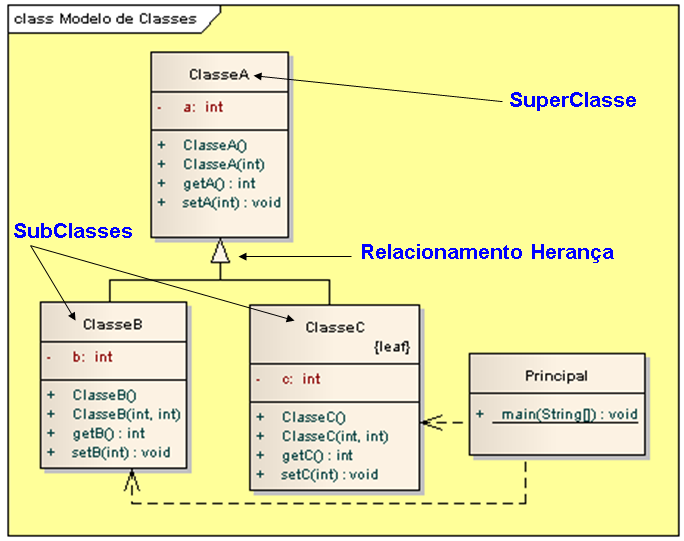 class Modelo de Classes
ClasseA
- a: int
+ ClasseA()
+ ClasseA(int)
+ getA() : int
+ setA(int) : void
SuperClasse
SubClasses
Relacionamento Herança
ClasseB
- b: int
+ ClasseB()
+ ClasseB(int, int)
+ getB() : int
+ setB(int) : void
ClasseC
{leaf}
- c: int
+ ClasseC()
+ ClasseC(int, int)
+ getC() : int
+ setC(int) : void
Principal
+ main(String[]) : void